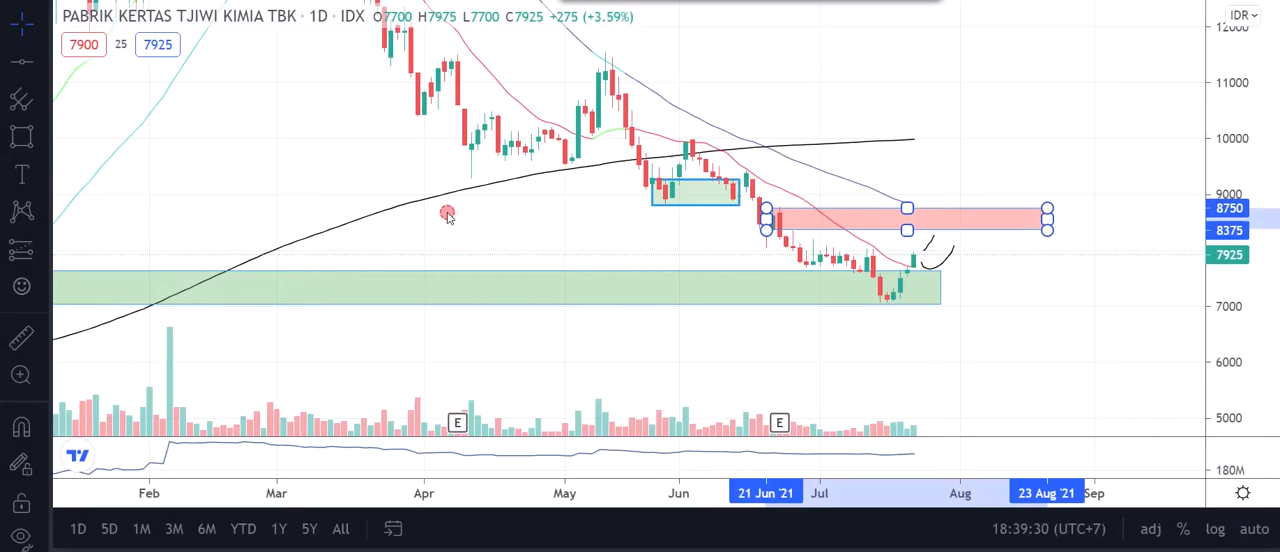 PABRIK KERTAS TJIWI KIMIA TBK · 1D · IDX O7700 H7975 L7700 C7925 +275 (+3.59%)
IDR
7900 25 7925
12000
11000
10000
9000
8750
8375
7925
7000
6000
5000
E E
180M
Feb Mar Apr May Jun 21 Jun '21 Jul Aug 23 Aug '21 Sep
1D 5D 1M 3M 6M YTD 1Y 5Y All 18:39:30 (UTC+7) adj % log auto